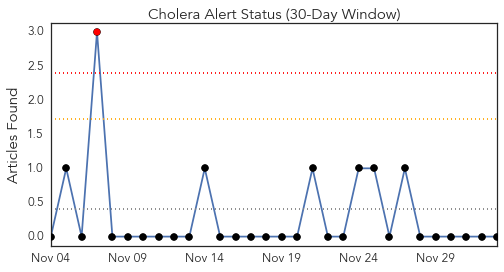 Cholera Alert Status (30-Day Window)
Articles Found
3.0
2.5
2.0
1.5
1.0
0.5
0.0
Nov 04 Nov 09 Nov 14 Nov 19 Nov 24 Nov 29